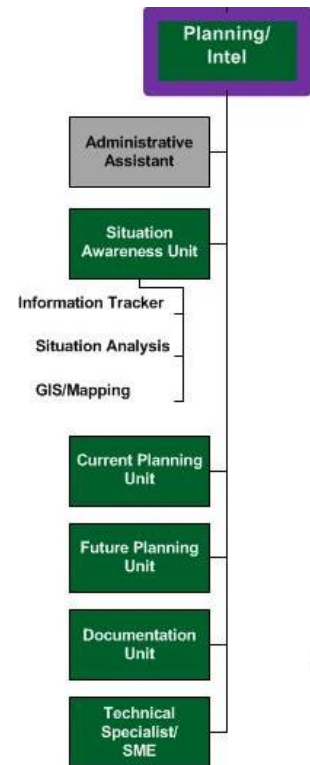 Planning/
Intel
Administrative
Assistant
Situation
Awareness Unit
Information Tracker
Situation Analysis
GIS/Mapping
Current Planning
Unit
Future Planning
Unit
Documentation
Unit
Technical
Specialist/
SME